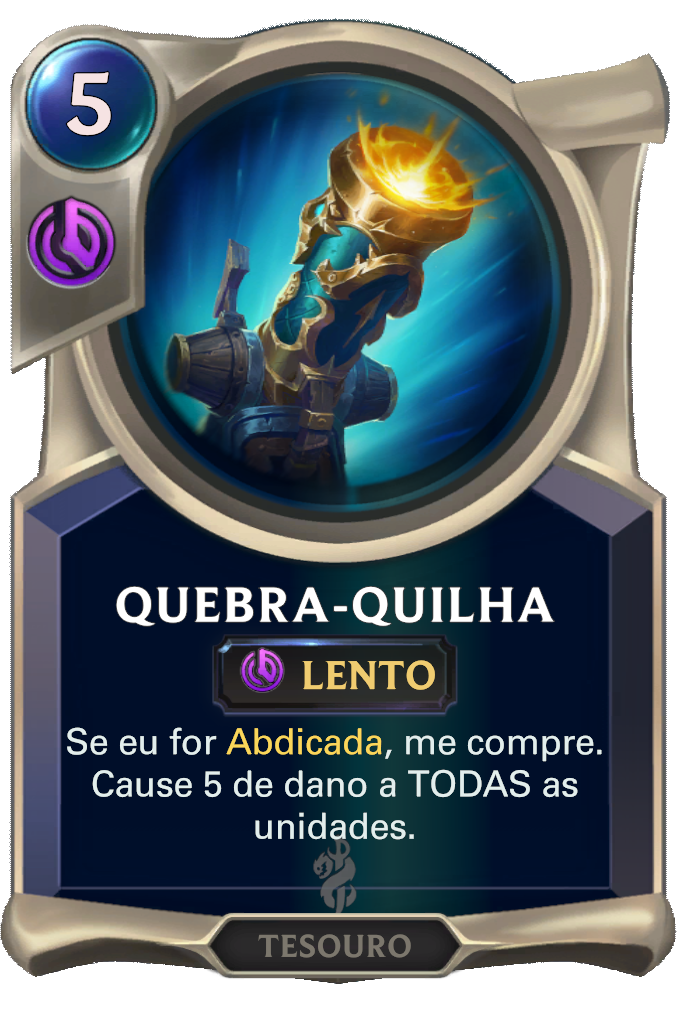 5
QUEBRA-QUILHA
LENTO
Se eu for Abdicada, me compre.
Cause 5 de dano a TODAS as
unidades.
TESOURO